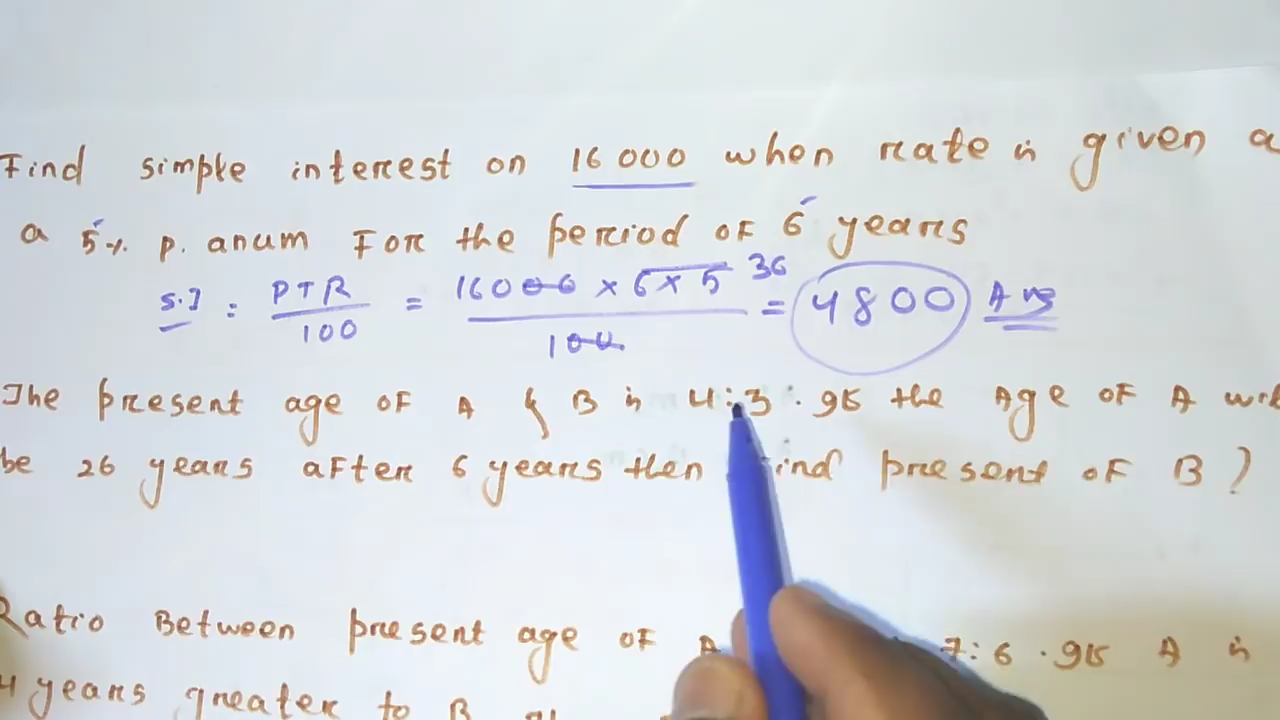 Find simple interest on 16000 when rate is given a
a 5% p. anum For the period of 6 years
S.I : PTR/100 = 16000 × 6 × 5 / 100 30 = 4800 Ans
The present age of A & B is 4:3 . If the Age of A will
be 26 years after 6 years then find present of B ?
Ratio Between present age of A 7:6 . If A is
4 years greater to B